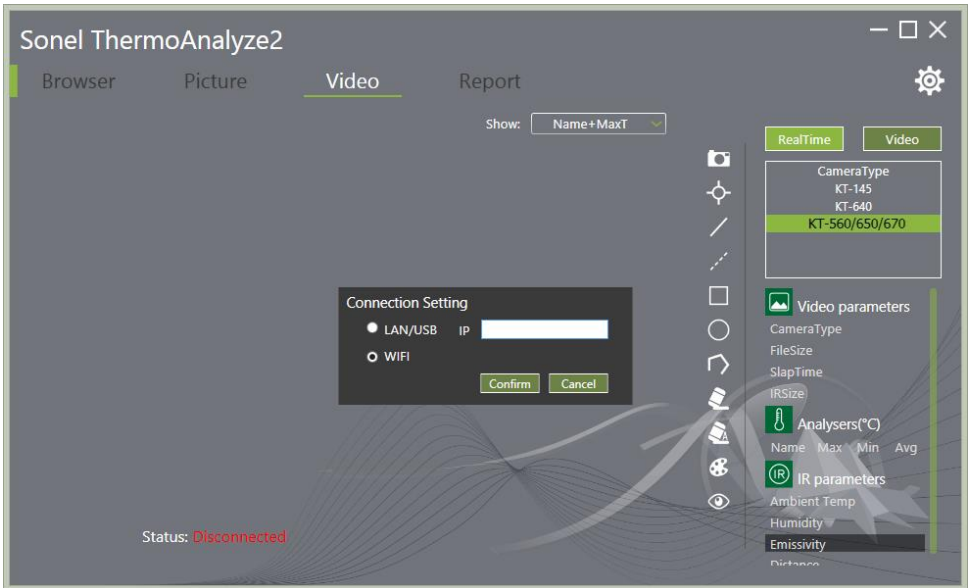 Sonel ThermoAnalyze2
Browser Picture Video Report
Show: Name+MaxT
RealTime Video
CameraType
KT-145
KT-640
KT-560/650/670
Connection Setting
LAN/USB IP
WIFI
Confirm Cancel
Video parameters
CameraType
FileSize
SlapTime
IRSize
Analysers(°C)
Name Max Min Avg
IR IR parameters
Ambient Temp
Humidity
Emissivity
Distance
Status: Disconnected